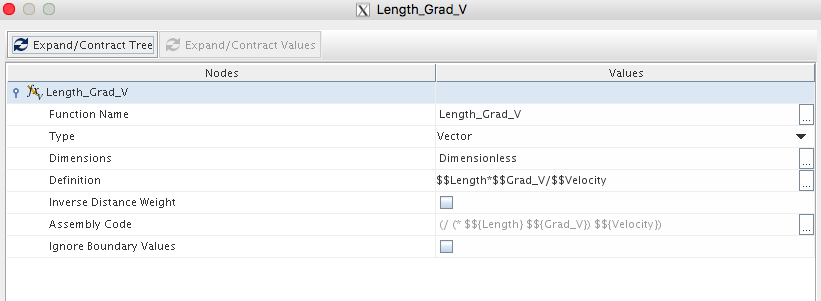 Length_Grad_V
Expand/Contract Tree Expand/Contract Values
Nodes Values
Length_Grad_V
Function Name Length_Grad_V ...
Type Vector
Dimensions Dimensionless ...
Definition $$Length*$$Grad_V/$$Velocity ...
Inverse Distance Weight
Assembly Code (/ (* $${Length} $${Grad_V}) $${Velocity}) ...
Ignore Boundary Values